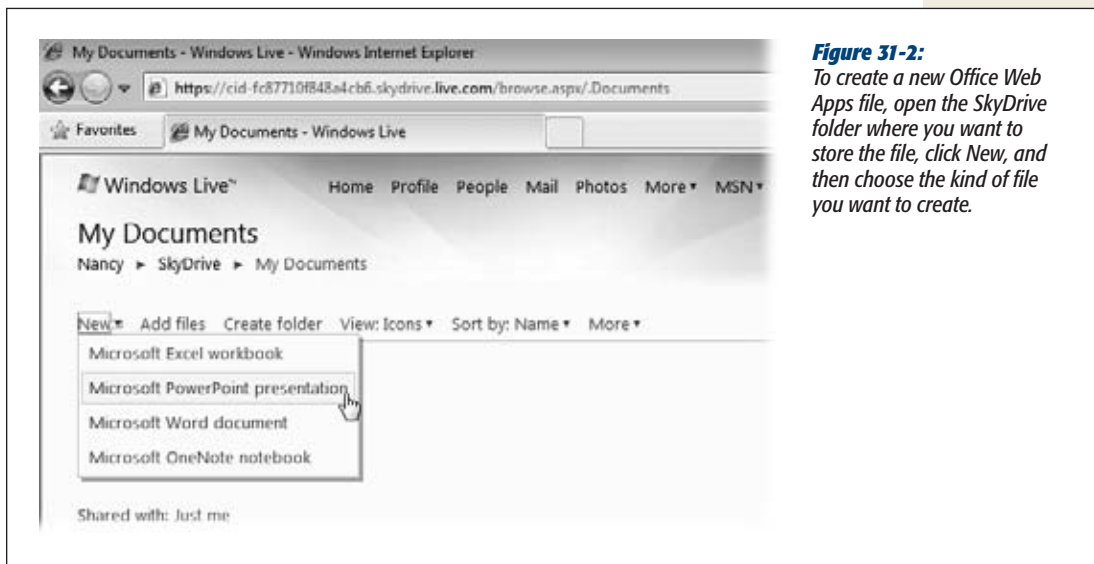 My Documents - Windows Live - Windows Internet Explorer
https://cid-fc87710f848a4cb6.skydrive.live.com/browse.aspx/.Documents
Favorites
My Documents - Windows Live
Windows Live™
Home Profile People Mail Photos More MSN
My Documents
Nancy ► SkyDrive ► My Documents
New Add files Create folder View: Icons Sort by: Name More
Microsoft Excel workbook
Microsoft PowerPoint presentation
Microsoft Word document
Microsoft OneNote notebook
Shared with: Just me
Figure 31-2:
To create a new Office Web
Apps file, open the SkyDrive
folder where you want to
store the file, click New, and
then choose the kind of file
you want to create.